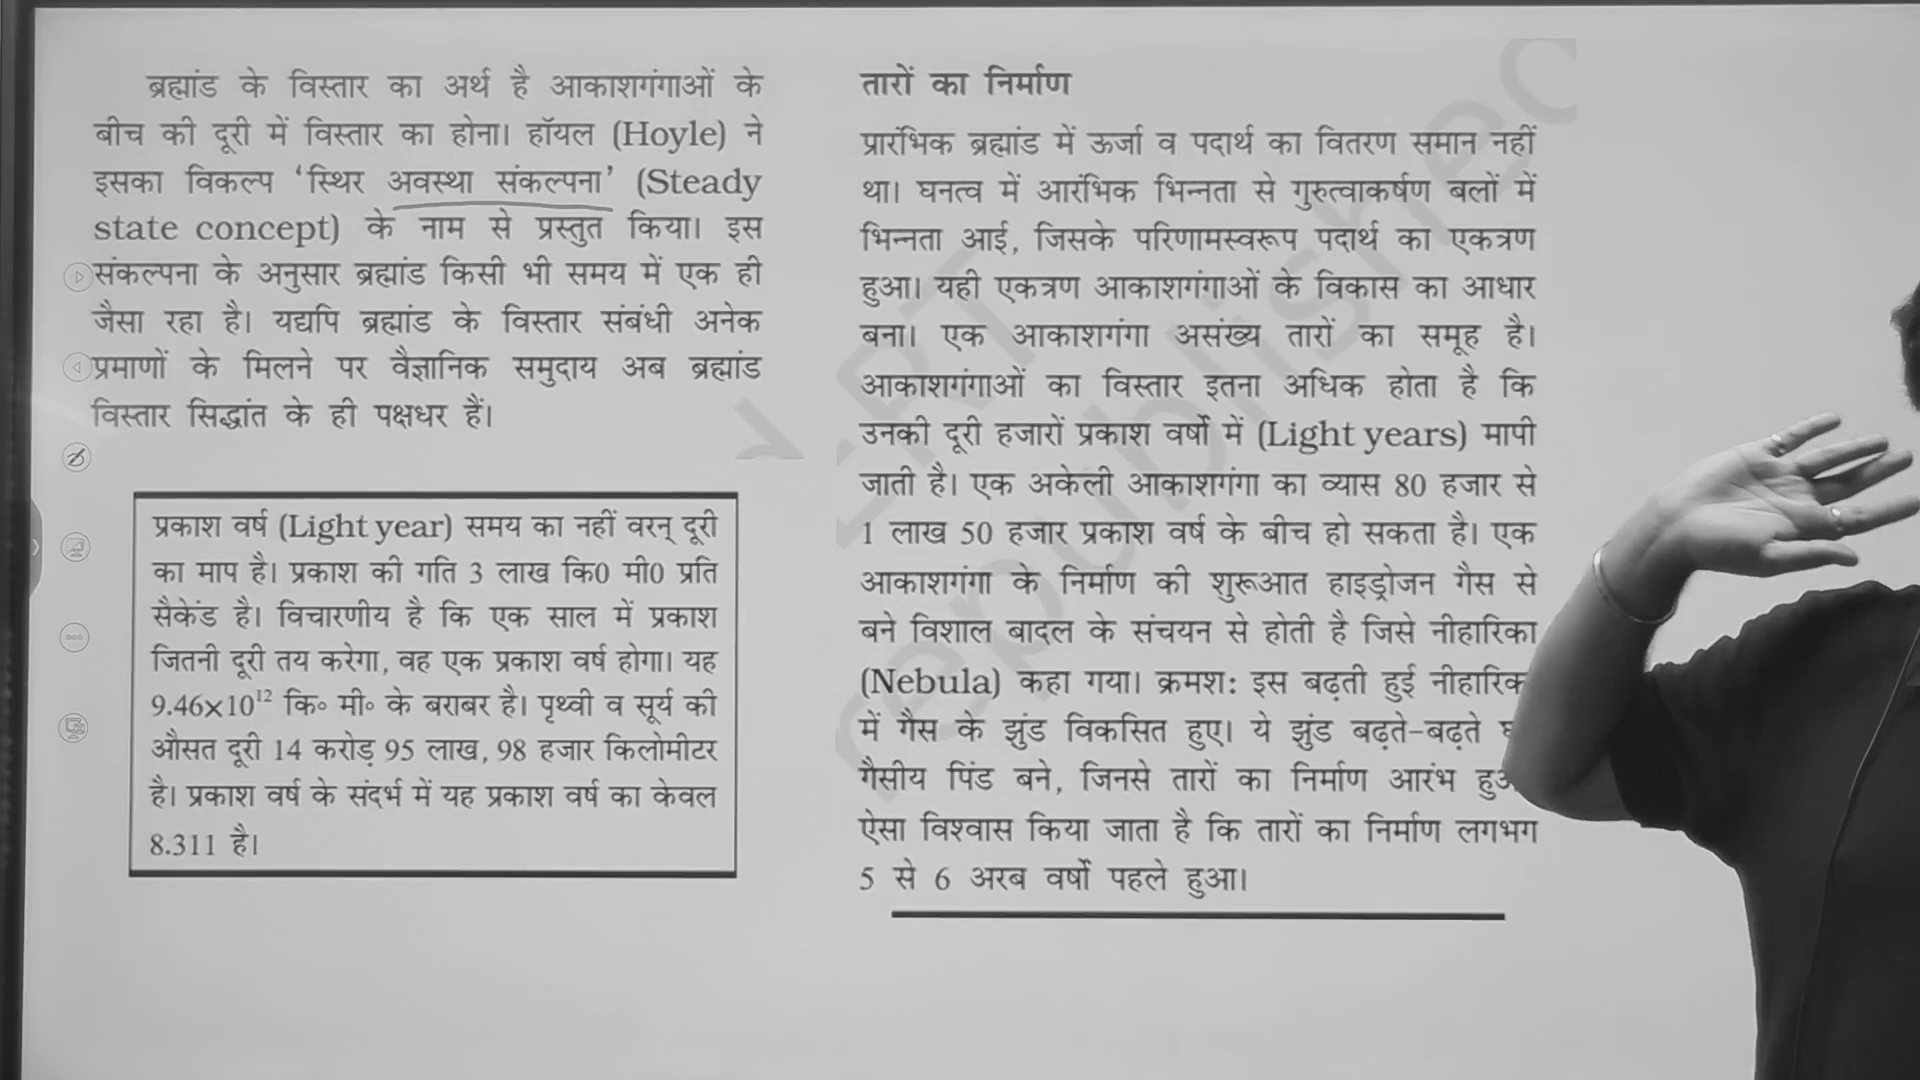 ब्रह्मांड के विस्तार का अर्थ है आकाशगंगाओं के
बीच की दूरी में विस्तार का होना। हॉयल (Hoyle) ने
इसका विकल्प ‘स्थिर अवस्था संकल्पना’ (Steady
state concept) के नाम से प्रस्तुत किया। इस
संकल्पना के अनुसार ब्रह्मांड किसी भी समय में एक ही
जैसा रहा है। यद्यपि ब्रह्मांड के विस्तार संबंधी अनेक
प्रमाणों के मिलने पर वैज्ञानिक समुदाय अब ब्रह्मांड
विस्तार सिद्धांत के ही पक्षधर हैं।
प्रकाश वर्ष (Light year) समय का नहीं वरन् दूरी
का माप है। प्रकाश की गति 3 लाख कि0 मी0 प्रति
सैकेंड है। विचारणीय है कि एक साल में प्रकाश
जितनी दूरी तय करेगा, वह एक प्रकाश वर्ष होगा। यह
9.46×10¹² कि॰ मी॰ के बराबर है। पृथ्वी व सूर्य की
औसत दूरी 14 करोड़ 95 लाख, 98 हजार किलोमीटर
है। प्रकाश वर्ष के संदर्भ में यह प्रकाश वर्ष का केवल
8.311 है।
तारों का निर्माण
प्रारंभिक ब्रह्मांड में ऊर्जा व पदार्थ का वितरण समान नहीं
था। घनत्व में आरंभिक भिन्नता से गुरुत्वाकर्षण बलों में
भिन्नता आई, जिसके परिणामस्वरूप पदार्थ का एकत्रण
हुआ। यही एकत्रण आकाशगंगाओं के विकास का आधार
बना। एक आकाशगंगा असंख्य तारों का समूह है।
आकाशगंगाओं का विस्तार इतना अधिक होता है कि
उनकी दूरी हजारों प्रकाश वर्षों में (Light years) मापी
जाती है। एक अकेली आकाशगंगा का व्यास 80 हजार से
1 लाख 50 हजार प्रकाश वर्ष के बीच हो सकता है। एक
आकाशगंगा के निर्माण की शुरूआत हाइड्रोजन गैस से
बने विशाल बादल के संचयन से होती है जिसे नीहारिका
(Nebula) कहा गया। क्रमश: इस बढ़ती हुई
में गैस के झुंड विकसित हुए। ये झुंड बढ़ते-बढ़ते
गैसीय पिंड बने, जिनसे तारों का निर्माण आरंभ
ऐसा विश्वास किया जाता है कि तारों का निर्माण लगभग
5 से 6 अरब वर्षों पहले हुआ।
republished